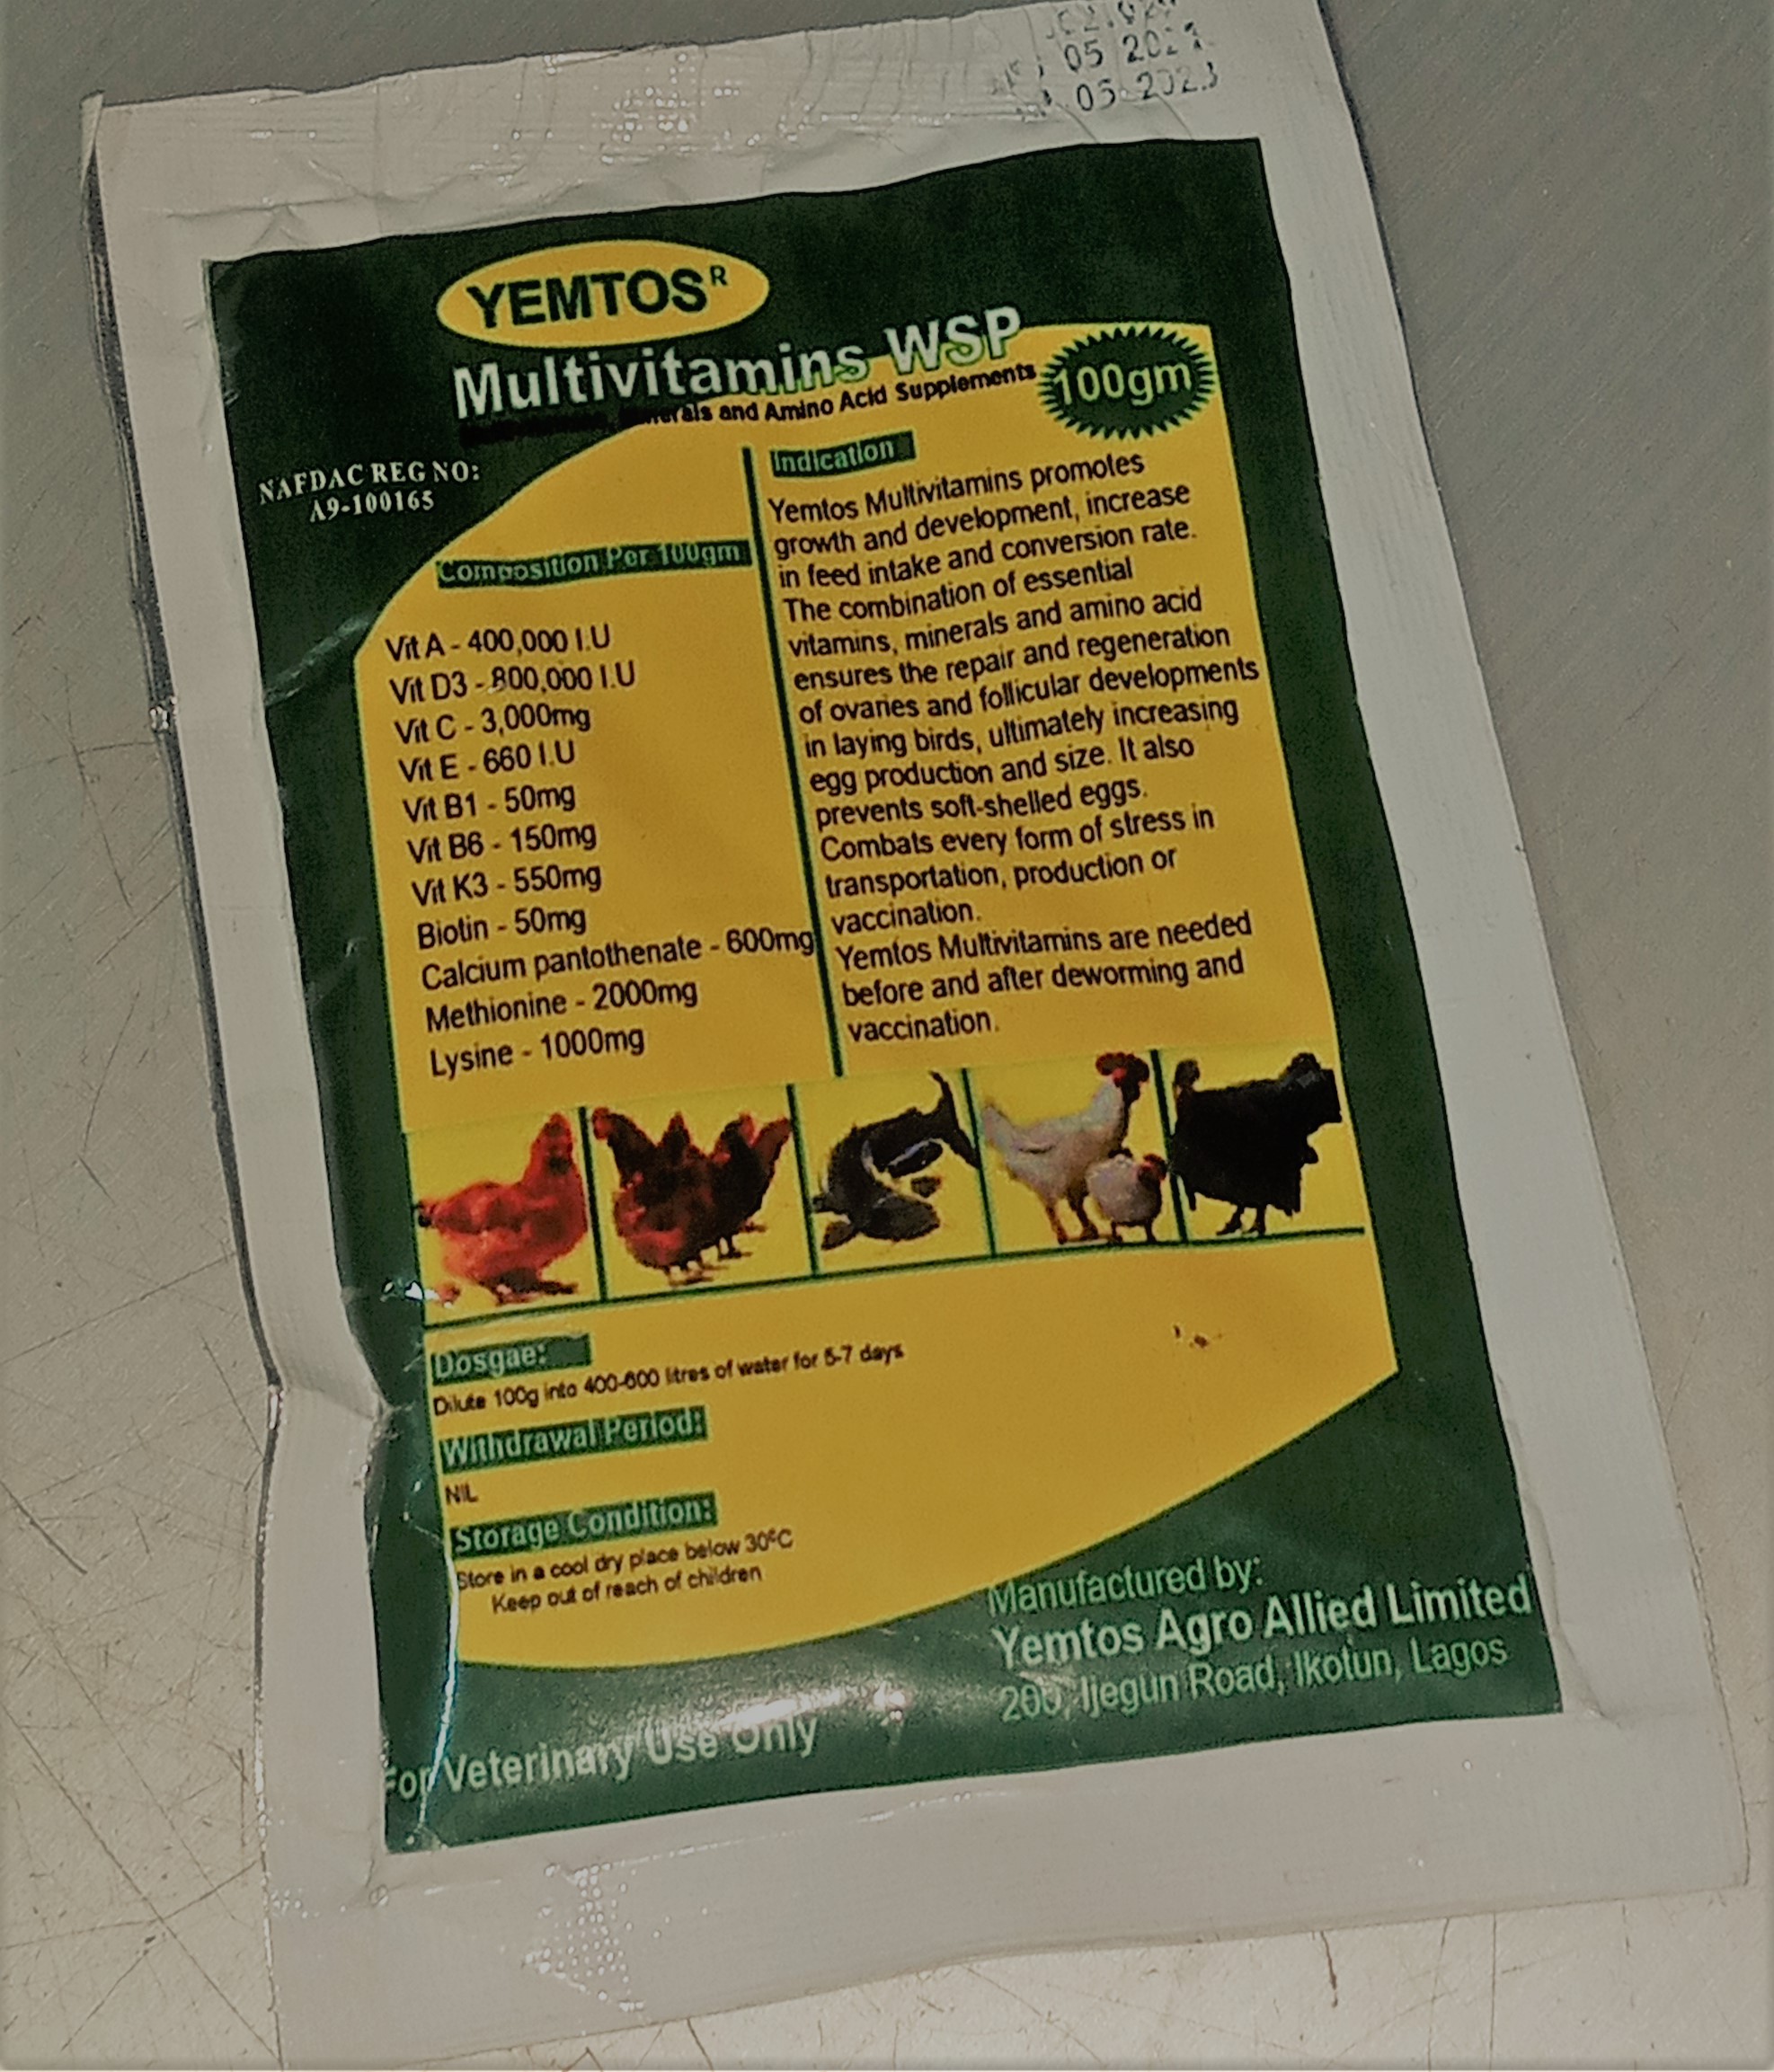 05 202
05 2023
YEMTOS R
Multivitamins WSP
and Amino Acid Supplements
100gm
NAFDAC REG NO:
A9-100165
Composition Per 100gm
Vit A - 400,000 I.U
Vit D3 - 800,000 I.U
Vit C - 3,000mg
Vit E - 660 I.U
Vit B1 - 50mg
Vit B6 - 150mg
Vit K3 - 550mg
Biotin - 50mg
Calcium pantothenate - 600mg
Methionine - 2000mg
Lysine - 1000mg
Indication
Yemtos Multivitamins promotes
growth and development, increase
in feed intake and conversion rate.
The combination of essential
vitamins, minerals and amino acid
ensures the repair and regeneration
of ovaries and follicular developments
in laying birds, ultimately increasing
egg production and size. It also
prevents soft-shelled eggs.
Combats every form of stress in
transportation, production or
vaccination.
Yemtos Multivitamins are needed
before and after deworming and
vaccination.
Dosgae:
Dilute 100g into 400-600 litres of water for 5-7 days
Withdrawal Period:
NIL
Storage Condition:
Store in a cool dry place below 30°C
Keep out of reach of children
Manufactured by:
Yemtos Agro Allied Limited
200, Ijegun Road, Ikotun, Lagos
For Veterinary Use Only